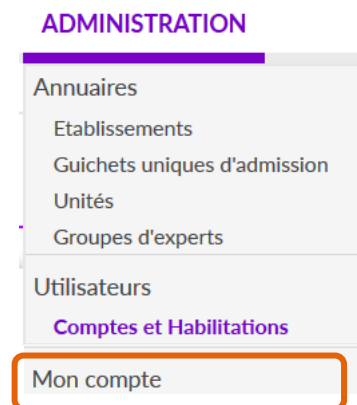 ADMINISTRATION
Annuaires
Etablissements
Guichets uniques d'admission
Unités
Groupes d'experts
Utilisateurs
Comptes et Habilitations
Mon compte